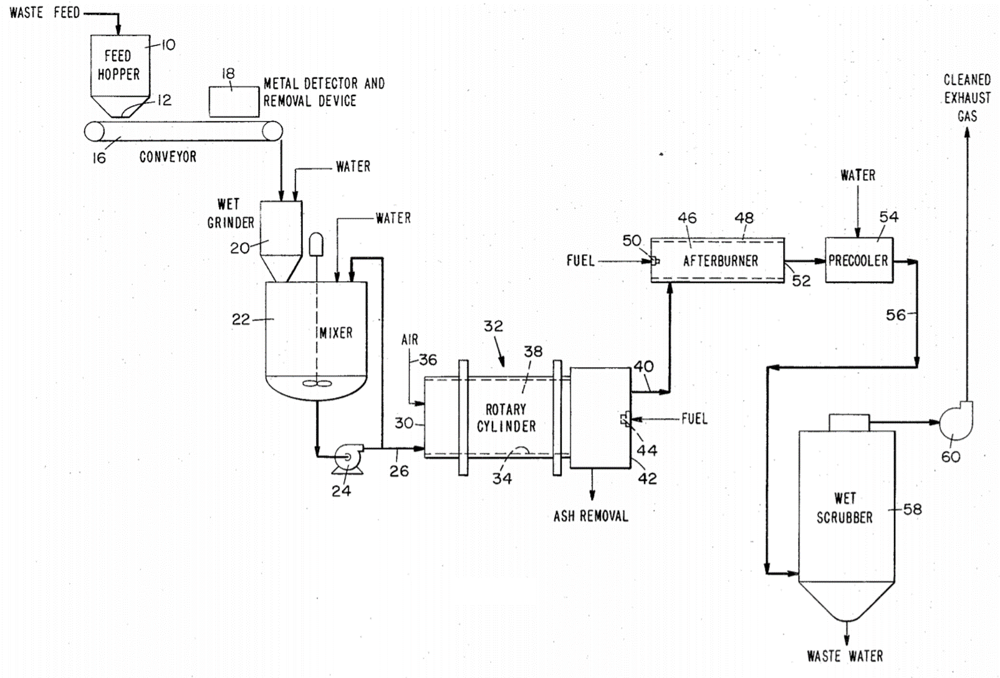 WASTE FEED
10
FEED
HOPPER
12
18
METAL DETECTOR AND
REMOVAL DEVICE
16
CONVEYOR
WATER
WET
GRINDER
20
WATER
22
MIXER
24
26
AIR
36
30
32
38
ROTARY
CYLINDER
34
40
FUEL
44
42
ASH REMOVAL
FUEL
50
46
48
AFTERBURNER
52
WATER
54
PRECOOLER
56
CLEANED
EXHAUST
GAS
60
WET
SCRUBBER
58
WASTE WATER